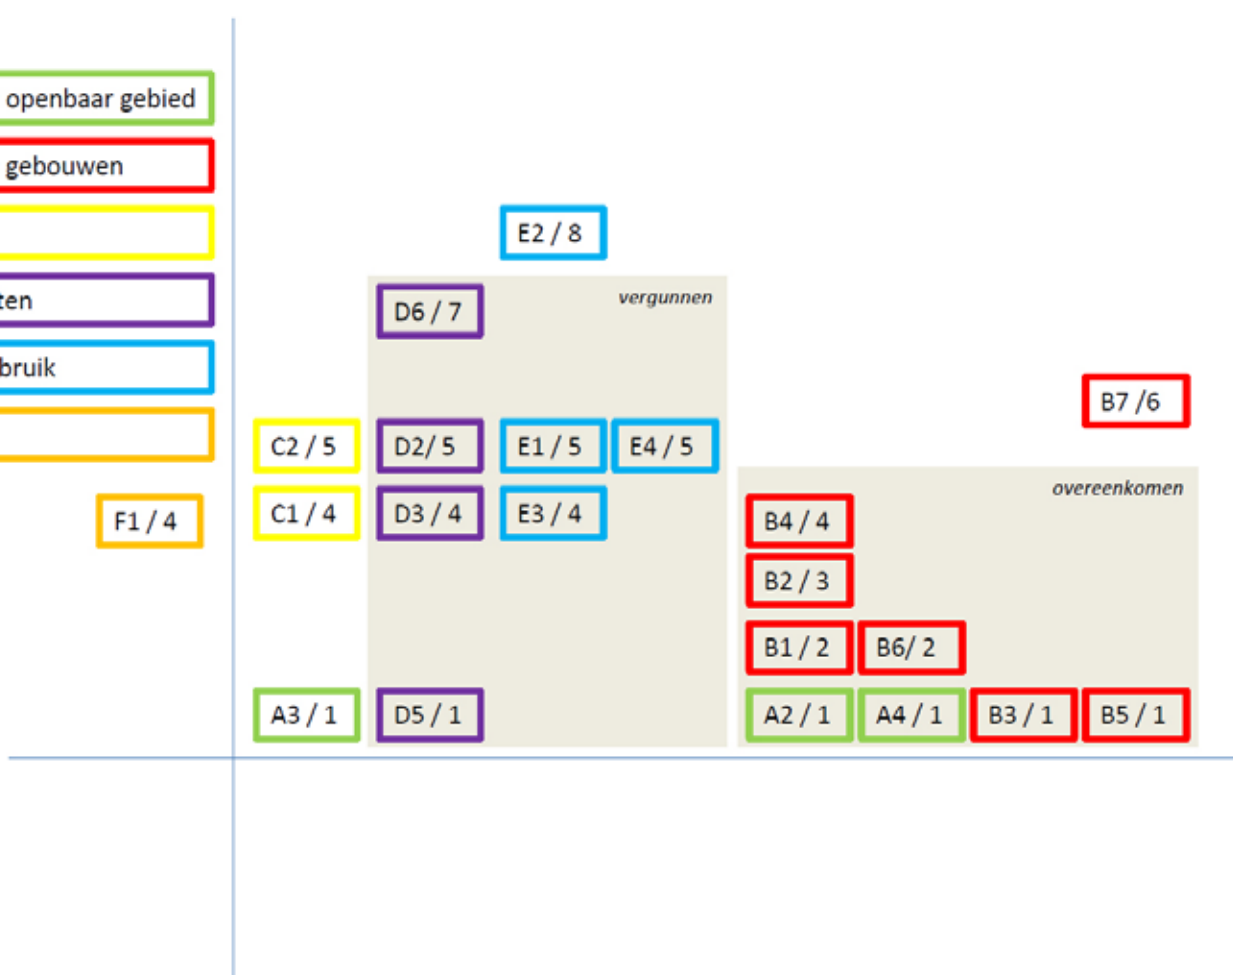 openbaar gebied
gebouwen
ten
bruik
E2 / 8
vergunnen
D6 / 7
B7 /6
C2 / 5
D2/ 5
E1 / 5
E4 / 5
overeenkomen
F1 / 4
C1 / 4
D3 / 4
E3 / 4
B4 / 4
B2 / 3
B1 / 2
B6/ 2
A3 / 1
D5 / 1
A2 / 1
A4 / 1
B3 / 1
B5 / 1